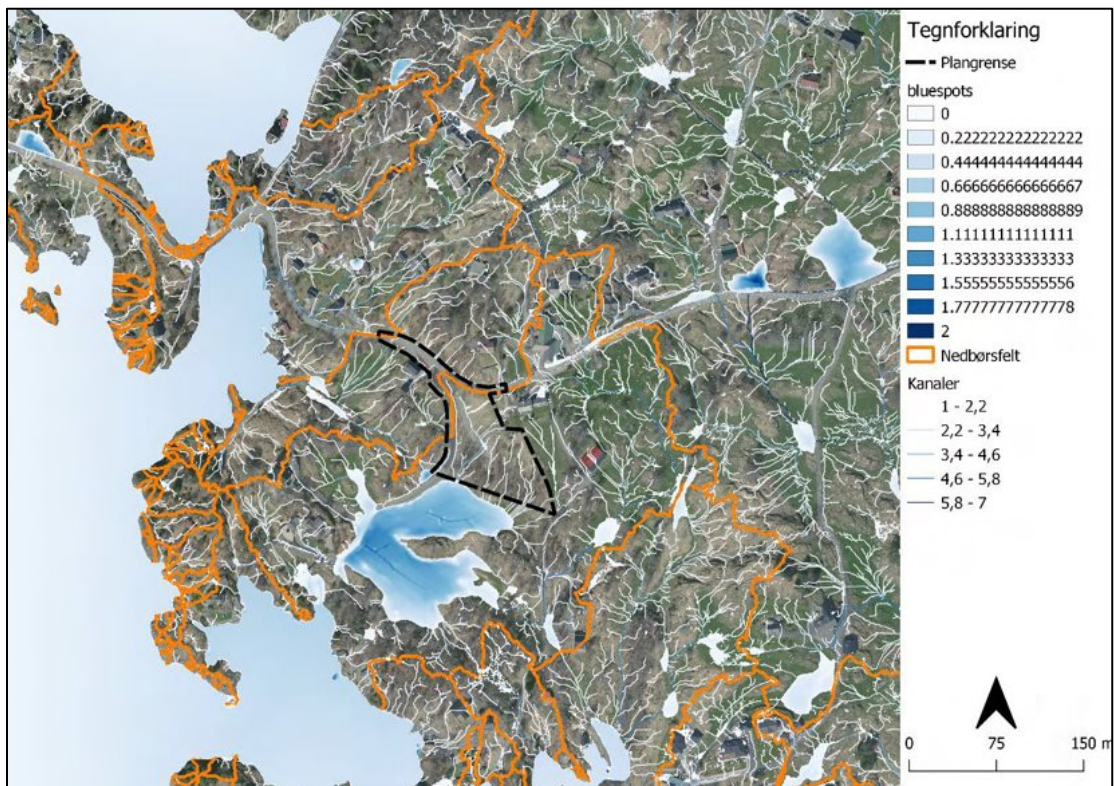 Tegnforklaring
Plangrense
bluespots
0
0.222222222222222
0.444444444444444
0.666666666666667
0.888888888888889
1.11111111111111
1.33333333333333
1.55555555555556
1.77777777777778
2
Nedbørsfelt
Kanaler
1 - 2,2
2,2 - 3,4
3,4 - 4,6
4,6 - 5,8
5,8 - 7
0 75 150 m